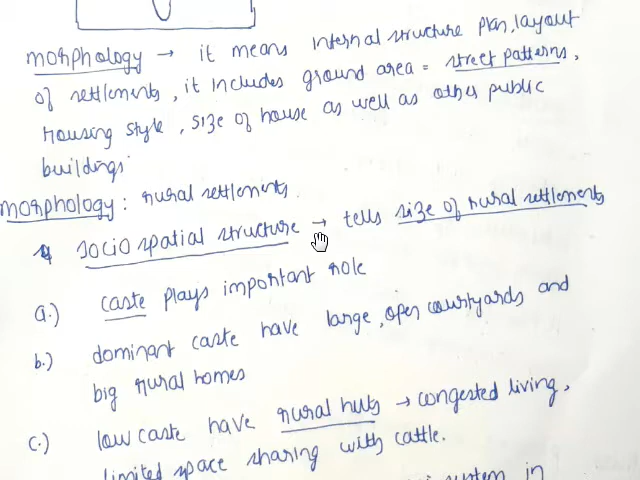 morphology → it means internal structure plan, layout
of settlements, it includes ground area = street patterns,
Housing style, size of house as well as other public
buildings
morphology: rural settlements.
socio spatial structure → tells size of rural settlements
a.) caste plays important role
b.) dominant caste have large, open courtyards and
big rural homes
c.) low caste have rural huts → congested living,
limited space sharing with cattle.
system in